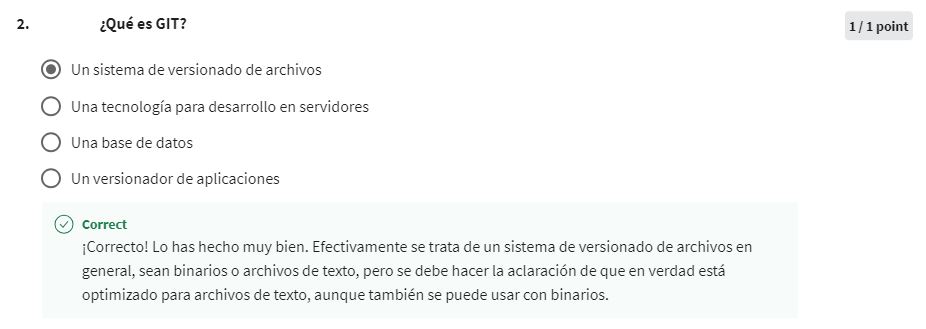 2. ¿Qué es GIT? 1 / 1 point
Un sistema de versionado de archivos
Una tecnología para desarrollo en servidores
Una base de datos
Un versionador de aplicaciones
Correct
¡Correcto! Lo has hecho muy bien. Efectivamente se trata de un sistema de versionado de archivos en
general, sean binarios o archivos de texto, pero se debe hacer la aclaración de que en verdad está
optimizado para archivos de texto, aunque también se puede usar con binarios.